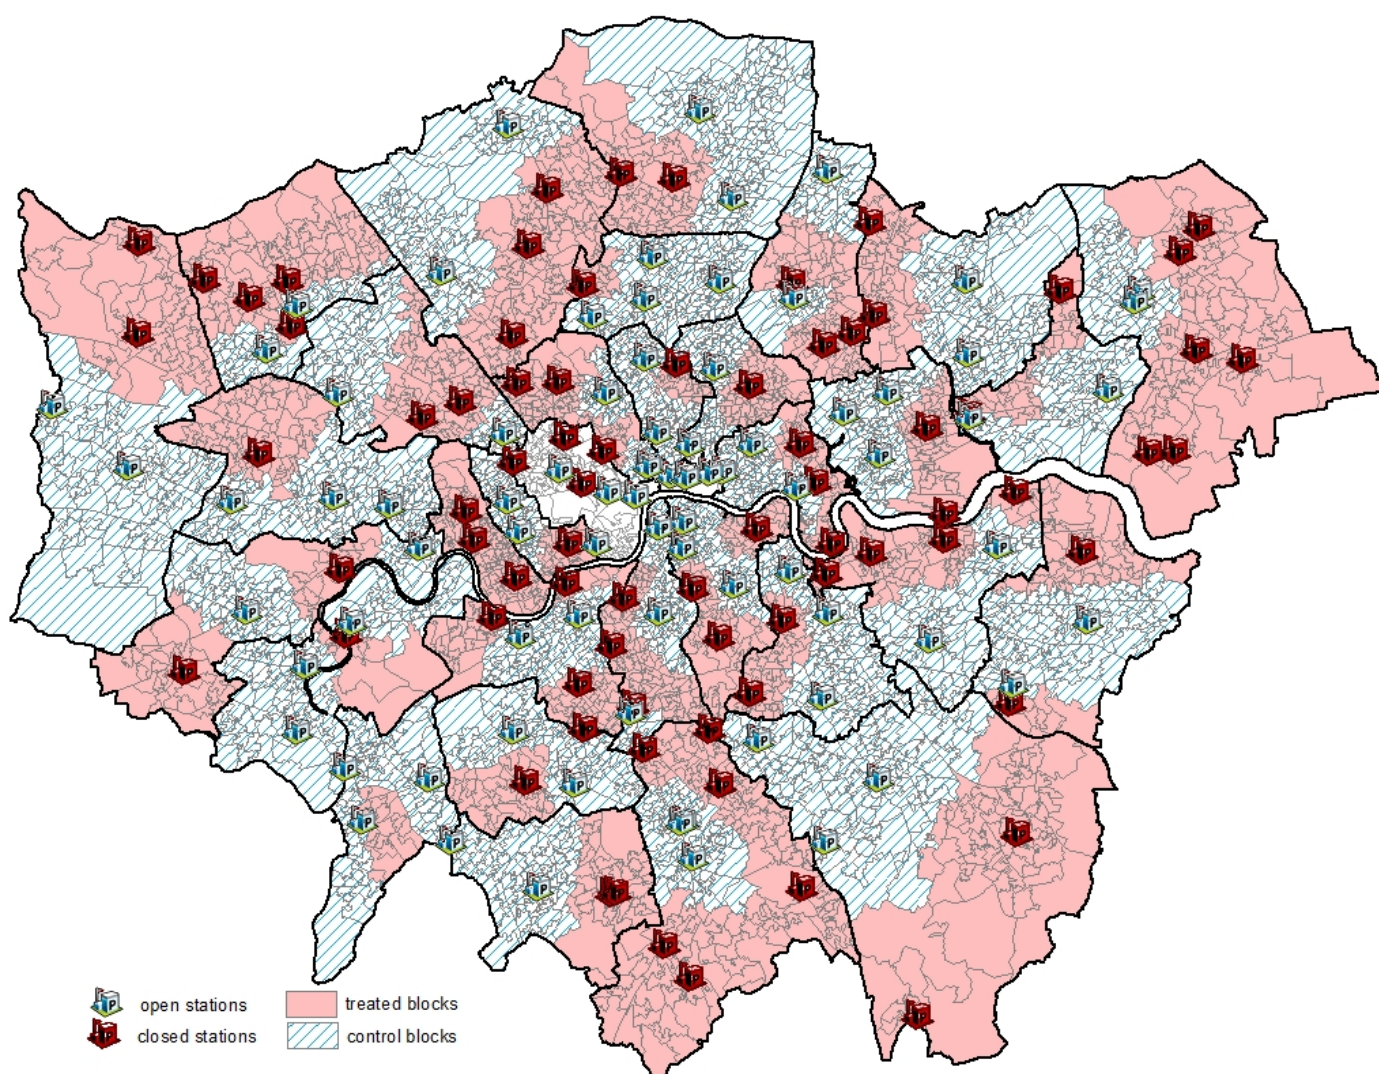 open stations
treated blocks
closed stations
control blocks